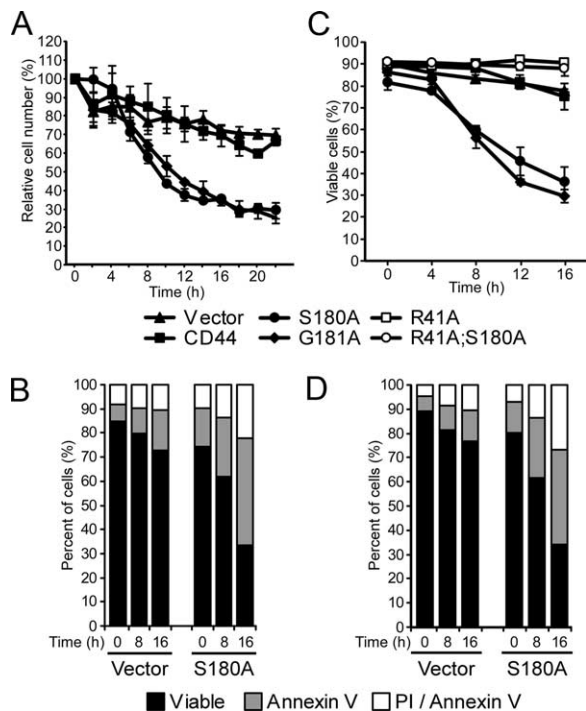 A
Relative cell number (%)
120
110
100
90
80
70
60
50
40
30
20
10
0
0 4 8 12 16 20
Time (h)
C
Viable cells (%)
100
90
80
70
60
50
40
30
20
10
0
0 4 8 12 16
Time (h)
Vector S180A R41A
CD44 G181A R41A;S180A
B
Percent of cells (%)
100
90
80
70
60
50
40
30
20
10
0
Time (h) 0 8 16 0 8 16
Vector S180A
D
Percent of cells (%)
100
90
80
70
60
50
40
30
20
10
0
Time (h) 0 8 16 0 8 16
Vector S180A
Viable Annexin V PI / Annexin V